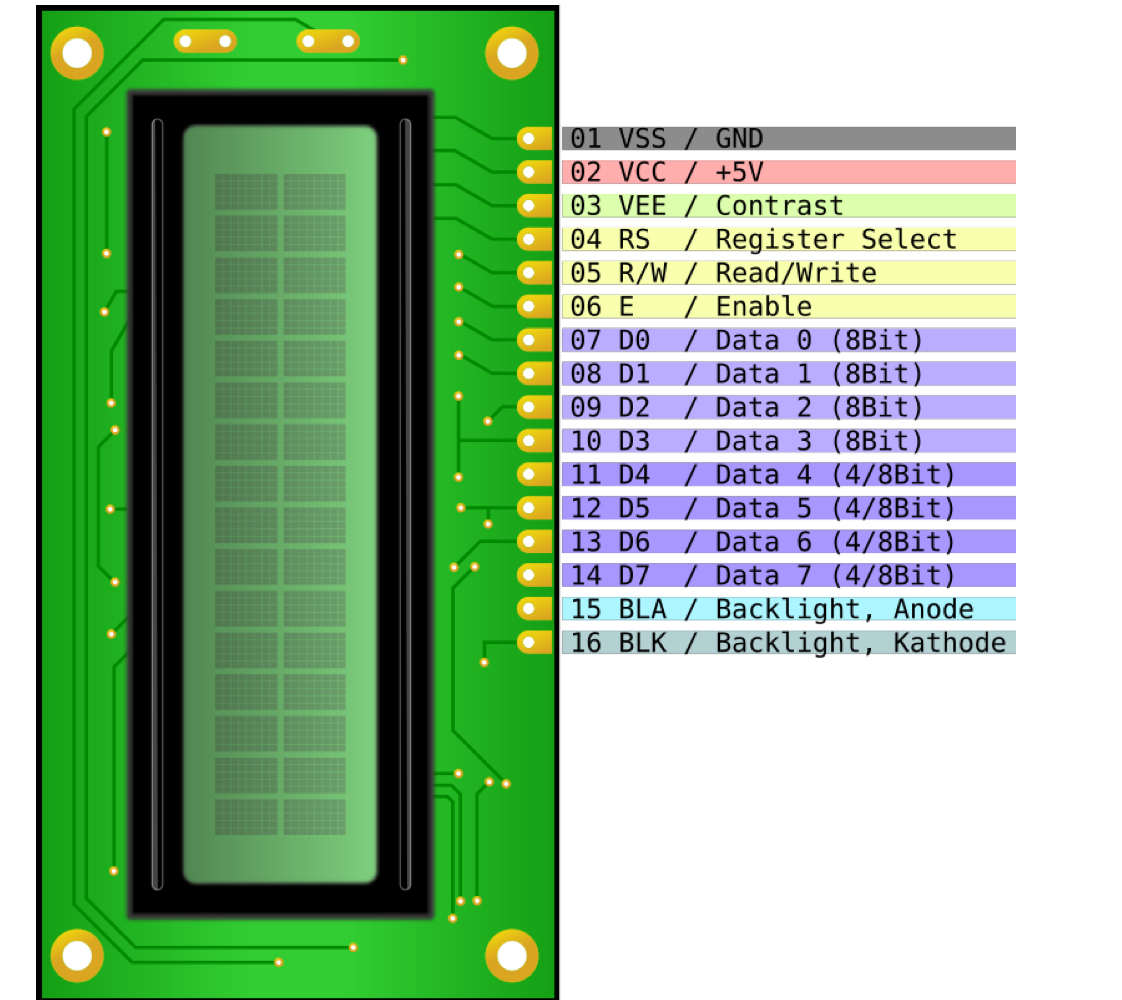 01 VSS / GND
02 VCC / +5V
03 VEE / Contrast
04 RS / Register Select
05 R/W / Read/Write
06 E / Enable
07 D0 / Data 0 (8Bit)
08 D1 / Data 1 (8Bit)
09 D2 / Data 2 (8Bit)
10 D3 / Data 3 (8Bit)
11 D4 / Data 4 (4/8Bit)
12 D5 / Data 5 (4/8Bit)
13 D6 / Data 6 (4/8Bit)
14 D7 / Data 7 (4/8Bit)
15 BLA / Backlight, Anode
16 BLK / Backlight, Kathode